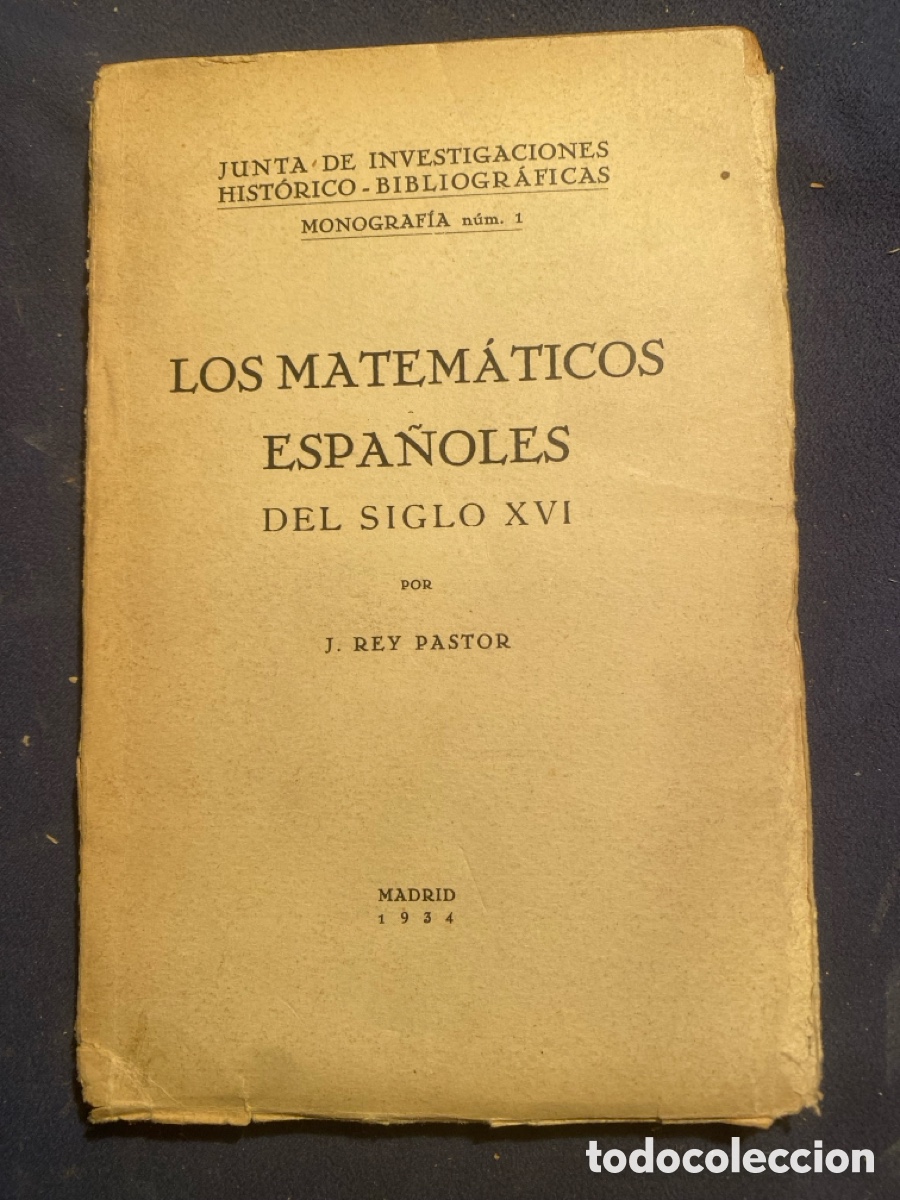 JUNTA DE INVESTIGACIONES
HISTÓRICO-BIBLIOGRÁFICAS
MONOGRAFÍA núm. 1
LOS MATEMÁTICOS
ESPAÑOLES
DEL SIGLO XVI
POR
J. REY PASTOR
MADRID
1934
todocoleccion